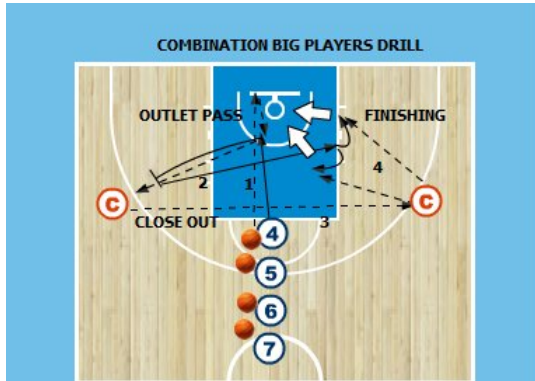 COMBINATION BIG PLAYERS DRILL
OUTLET PASS
FINISHING
4
2
1
C
C
CLOSE OUT
3
4
5
6
7